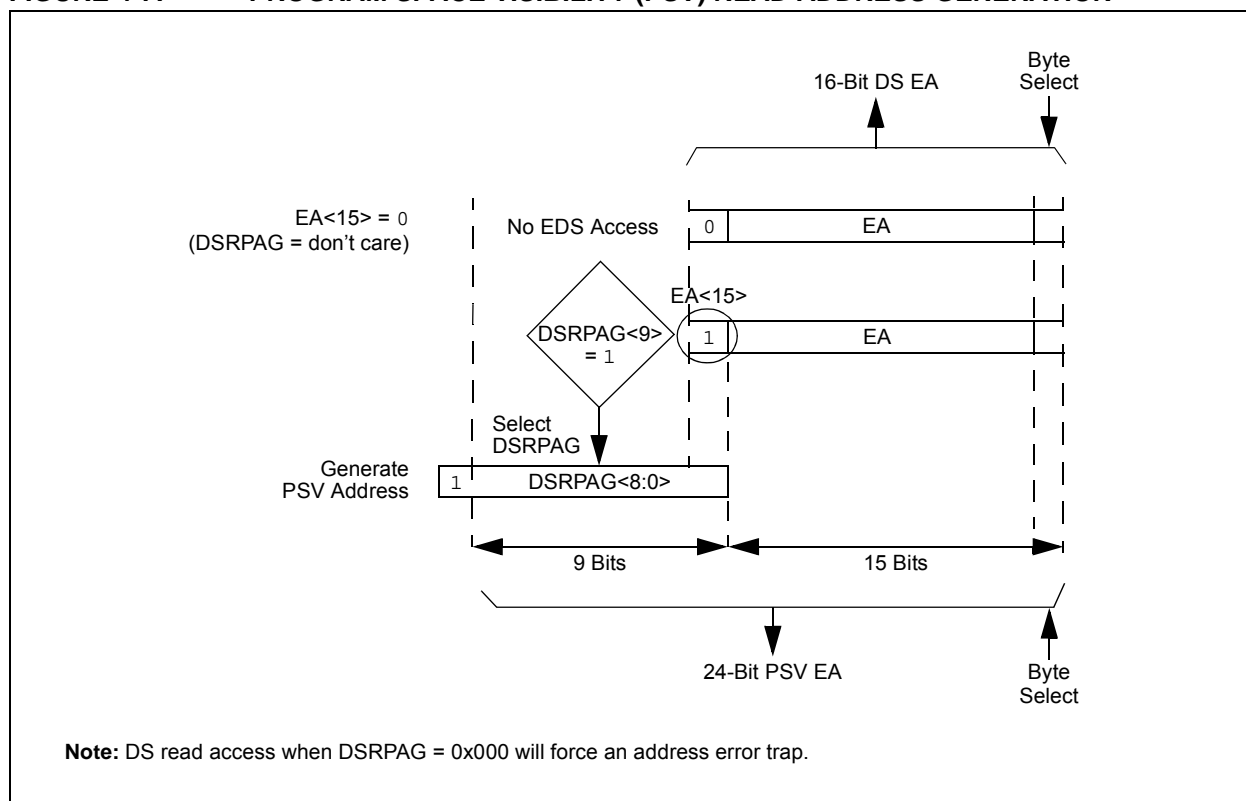 16-Bit DS EA
Byte
Select
EA<15> = 0
(DSRPAG = don't care)
No EDS Access
0
EA
EA<15>
DSRPAG<9>
= 1
1
EA
Select
DSRPAG
Generate
PSV Address
1
DSRPAG<8:0>
9 Bits
15 Bits
24-Bit PSV EA
Byte
Select
Note: DS read access when DSRPAG = 0x000 will force an address error trap.